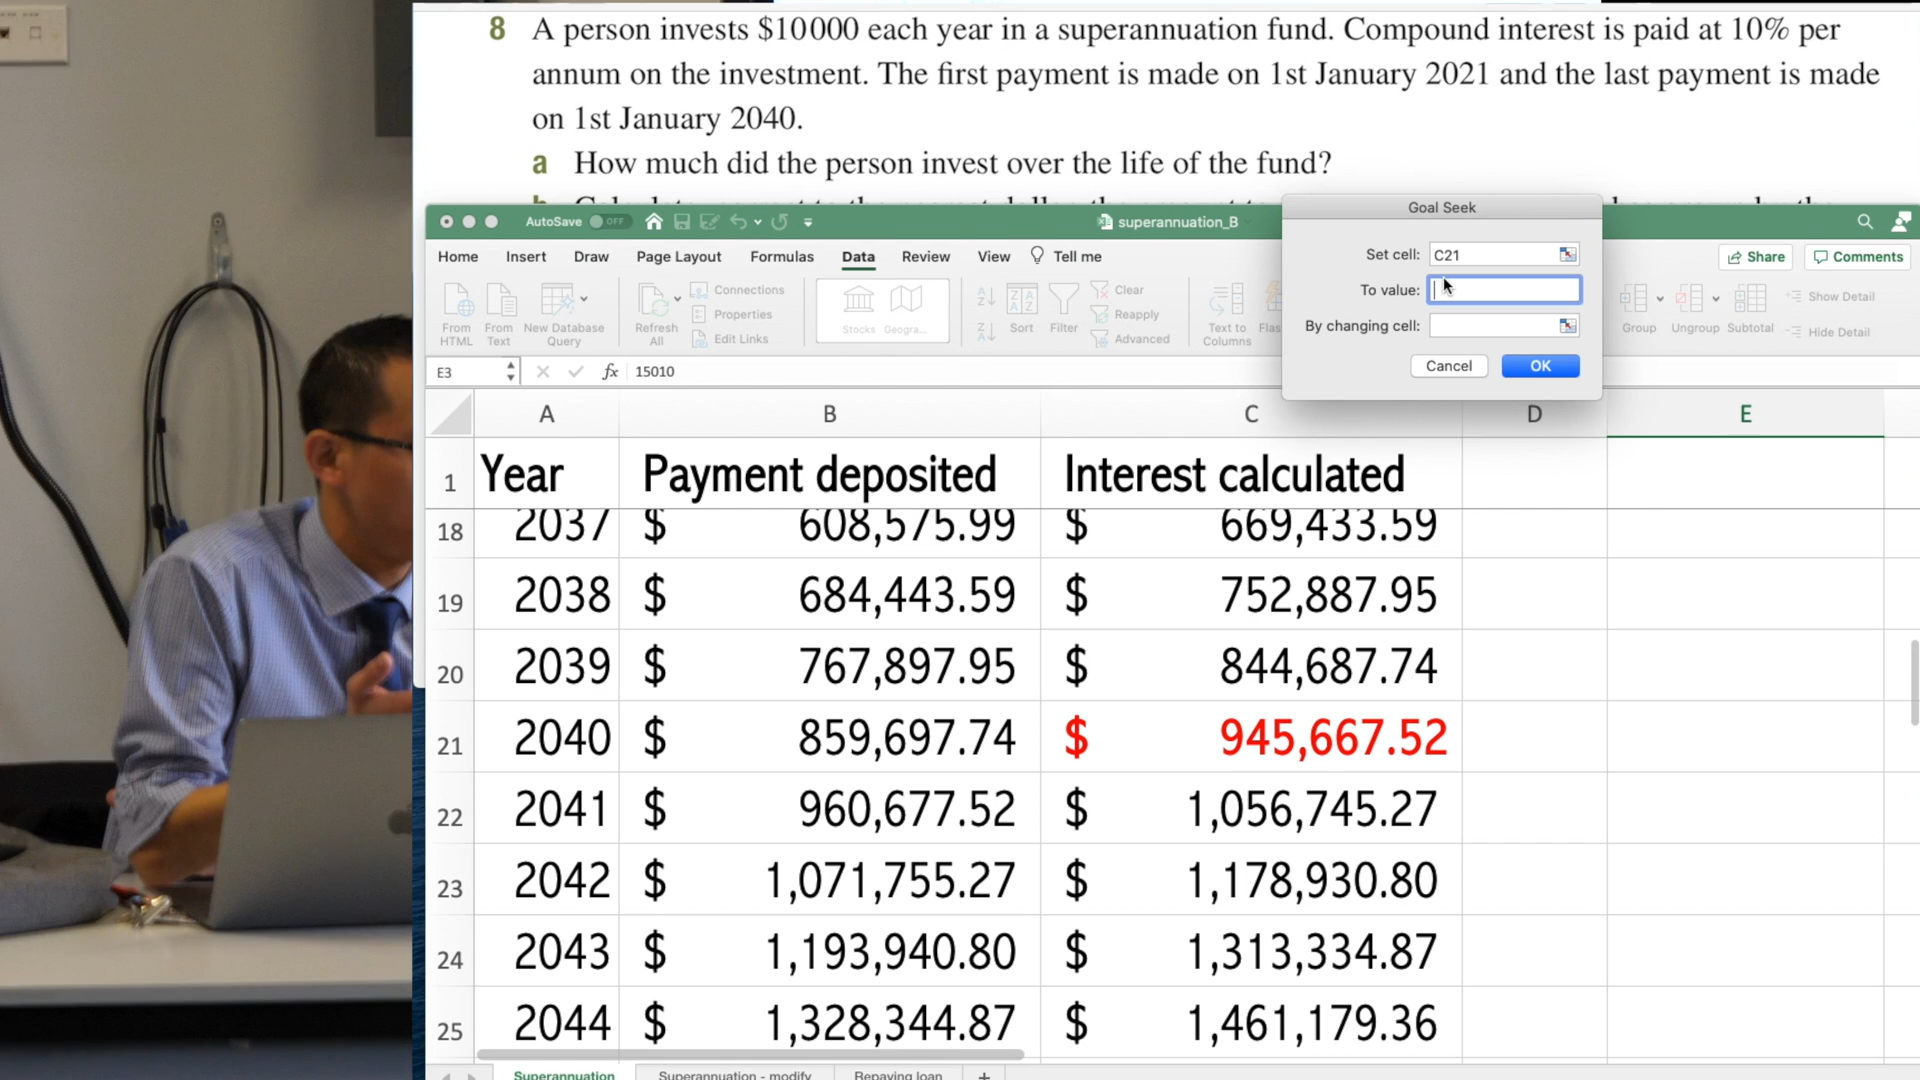 8 A person invests $10 000 each year in a superannuation fund. Compound interest is paid at 10% per
annum on the investment. The first payment is made on 1st January 2021 and the last payment is made
on 1st January 2040.
a How much did the person invest over the life of the fund?
AutoSave OFF superannuation_B
Goal Seek
Set cell: C21
To value:
By changing cell:
Cancel OK
Home Insert Draw Page Layout Formulas Data Review View Tell me Share Comments
From HTML
From Text
New Database Query
Refresh All
Connections
Properties
Edit Links
Stocks Geogra...
Sort
Filter
Clear
Reapply
Advanced
Text to Columns
Group
Ungroup
Subtotal
Show Detail
Hide Detail
E3 fx 15010
A B C D E
1 Year Payment deposited Interest calculated
18 2037 $ 608,575.99 $ 669,433.59
19 2038 $ 684,443.59 $ 752,887.95
20 2039 $ 767,897.95 $ 844,687.74
21 2040 $ 859,697.74 $ 945,667.52
22 2041 $ 960,677.52 $ 1,056,745.27
23 2042 $ 1,071,755.27 $ 1,178,930.80
24 2043 $ 1,193,940.80 $ 1,313,334.87
25 2044 $ 1,328,344.87 $ 1,461,179.36
Superannuation Superannuation - modify Repaying loan +